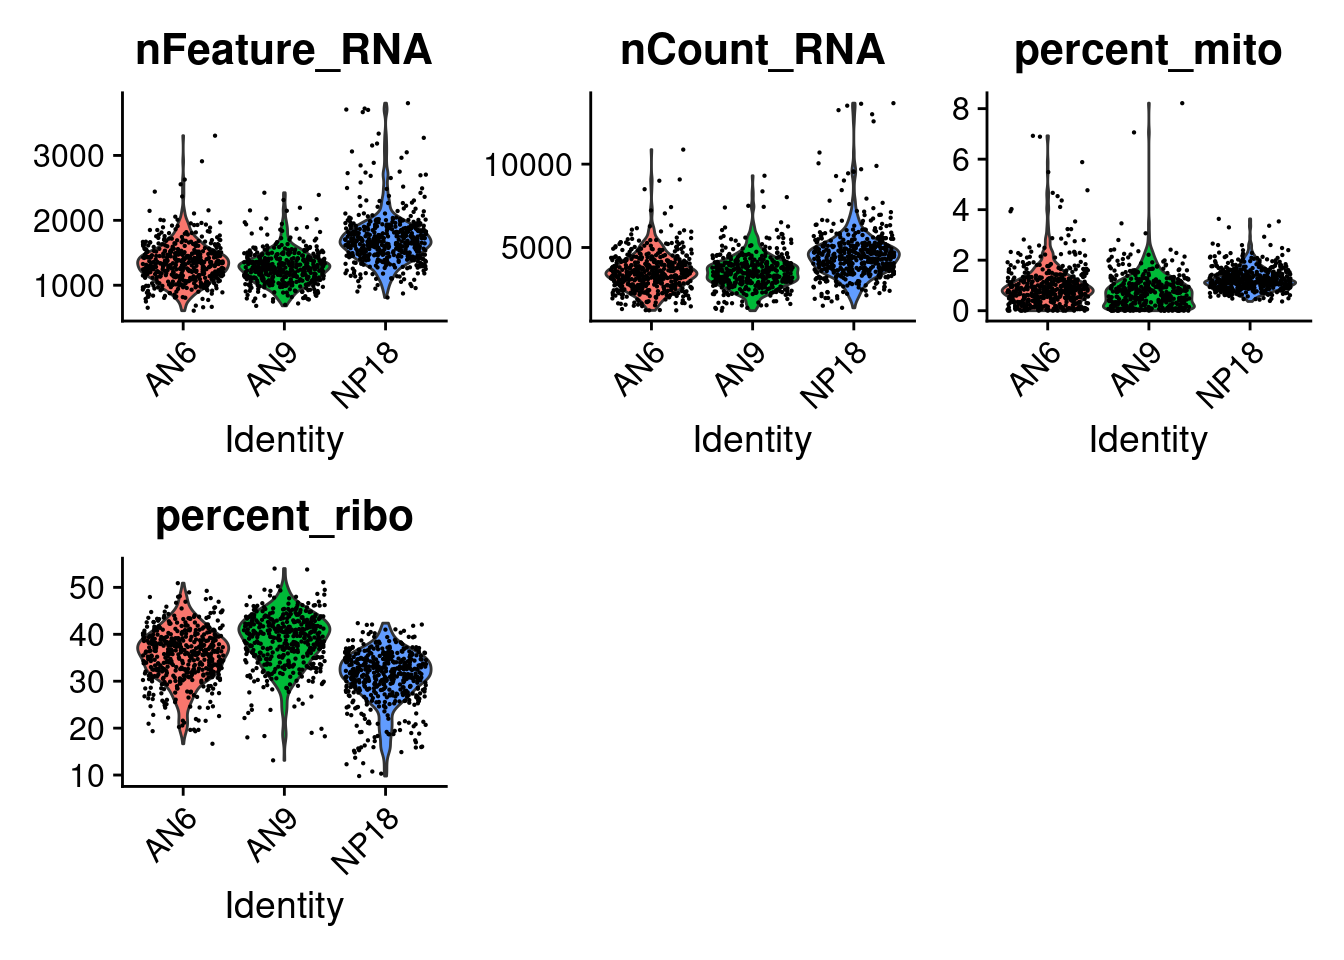 nFeature_RNA
3000
2000
1000
AN6
AN9
NP18
Identity
nCount_RNA
10000
5000
AN6
AN9
NP18
Identity
percent_mito
8
6
4
2
0
AN6
AN9
NP18
Identity
percent_ribo
50
40
30
20
10
AN6
AN9
NP18
Identity